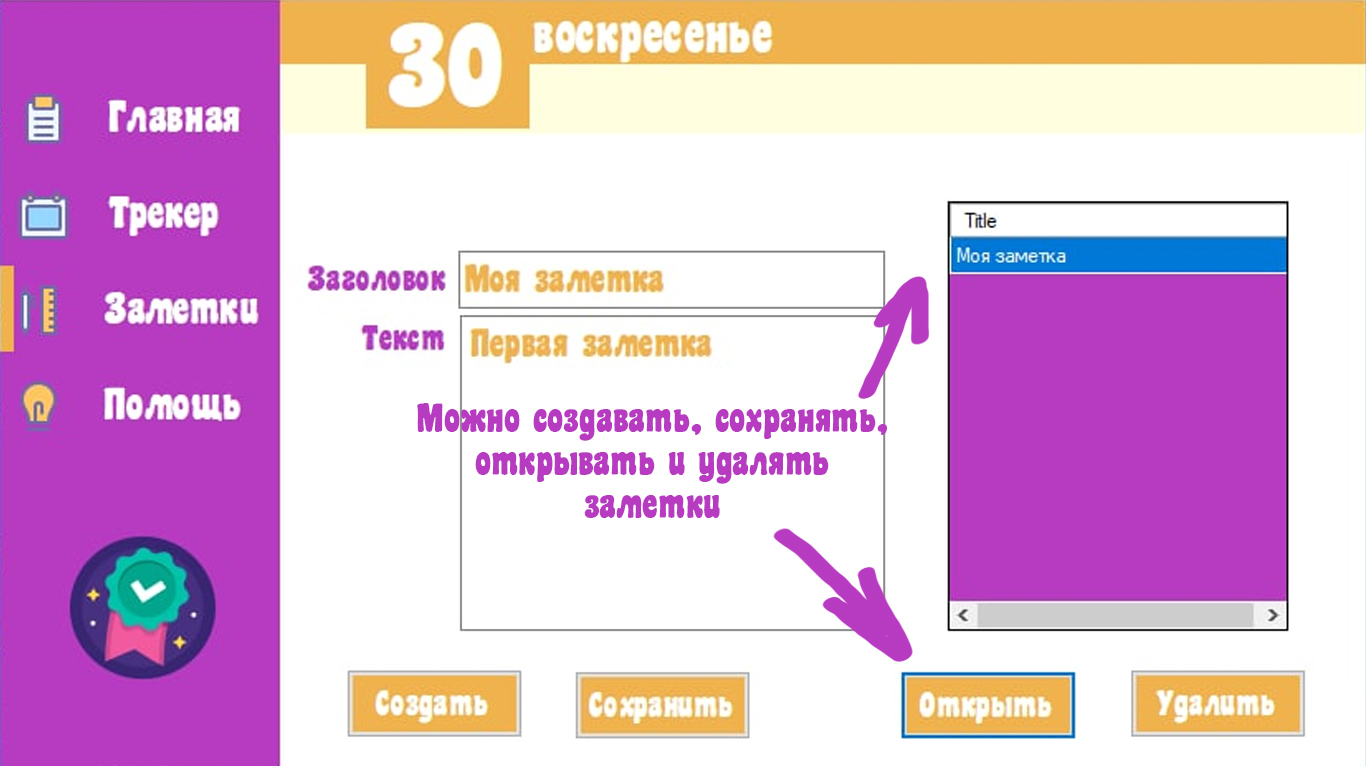 30
воскресенье
Главная
Трекер
Заметки
Помощь
Заголовок
Моя заметка
Текст
Первая заметка
Можно создавать, сохранять,
открывать и удалять
заметки
Title
Моя заметка
Создать
Сохранить
Открыть
Удалить